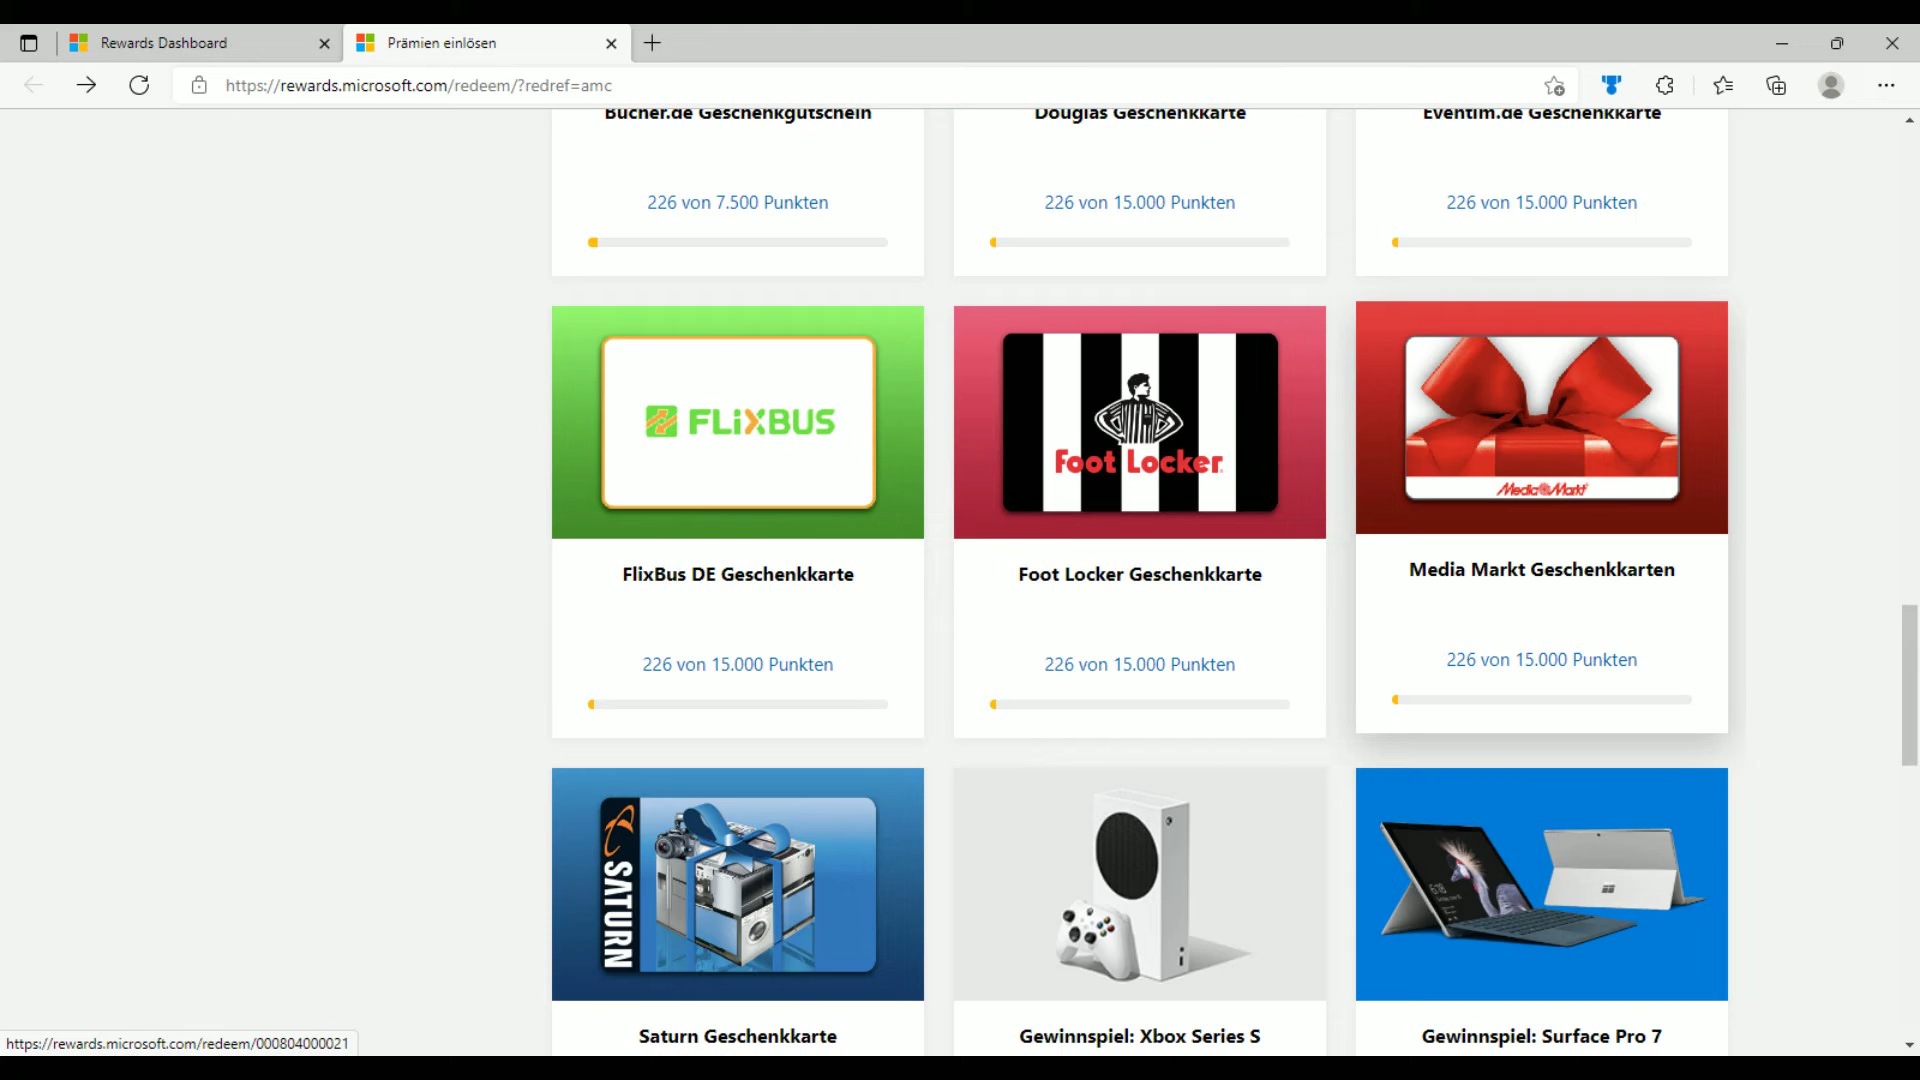 Rewards Dashboard
Prämien einlösen
https://rewards.microsoft.com/redeem/?redref=amc
Bücher.de Geschenkgutschein
Douglas Geschenkkarte
Eventim.de Geschenkkarte
226 von 7.500 Punkten
226 von 15.000 Punkten
226 von 15.000 Punkten
FLiXBUS
Foot Locker
Media Markt
FlixBus DE Geschenkkarte
Foot Locker Geschenkkarte
Media Markt Geschenkkarten
226 von 15.000 Punkten
226 von 15.000 Punkten
226 von 15.000 Punkten
SATURN
Saturn Geschenkkarte
Gewinnspiel: Xbox Series S
Gewinnspiel: Surface Pro 7
https://rewards.microsoft.com/redeem/000804000021